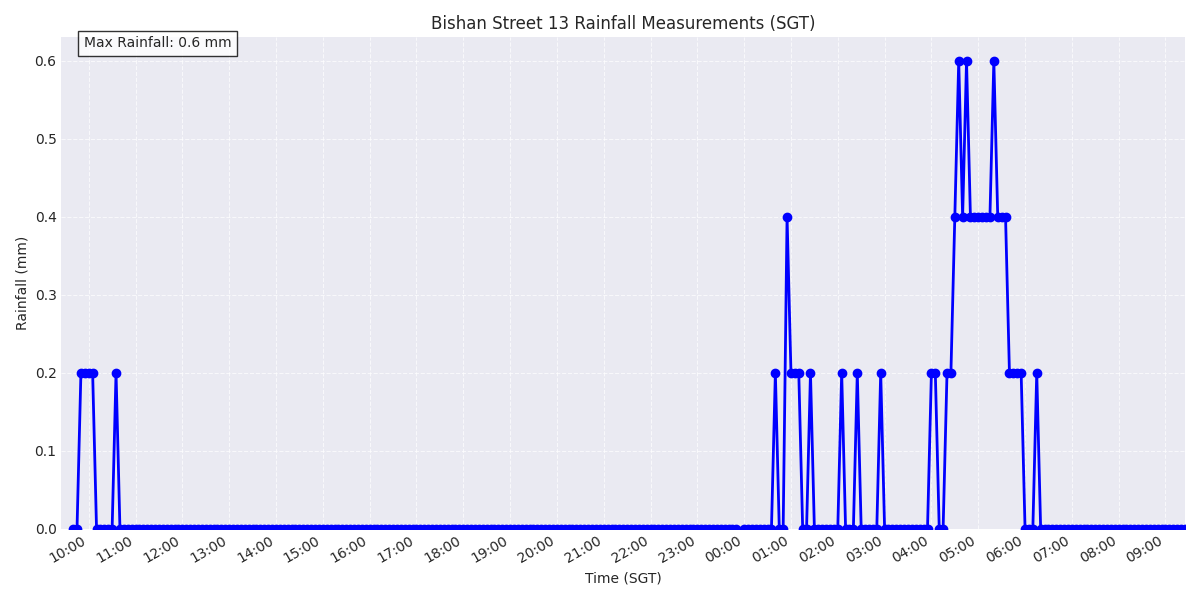 Bishan Street 13 Rainfall Measurements (SGT)
Max Rainfall: 0.6 mm
0.6
0.5
0.4
0.3
0.2
0.1
0.0
Rainfall (mm)
10:00 11:00 12:00 13:00 14:00 15:00 16:00 17:00 18:00 19:00 20:00 21:00 22:00 23:00 00:00 01:00 02:00 03:00 04:00 05:00 06:00 07:00 08:00 09:00
Time (SGT)